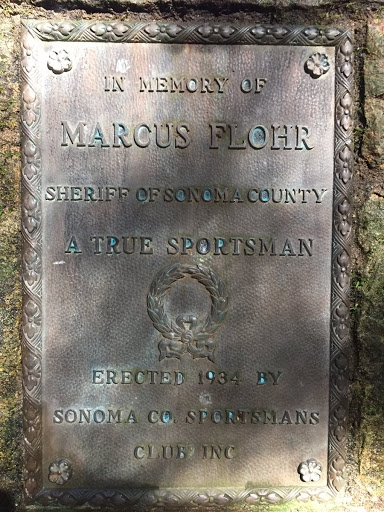 IN MEMORY OF
MARCUS FLOHR
SHERIFF OF SONOMA COUNTY
A TRUE SPORTSMAN
ERECTED 1934 BY
SONOMA CO. SPORTSMANS
CLUB INC